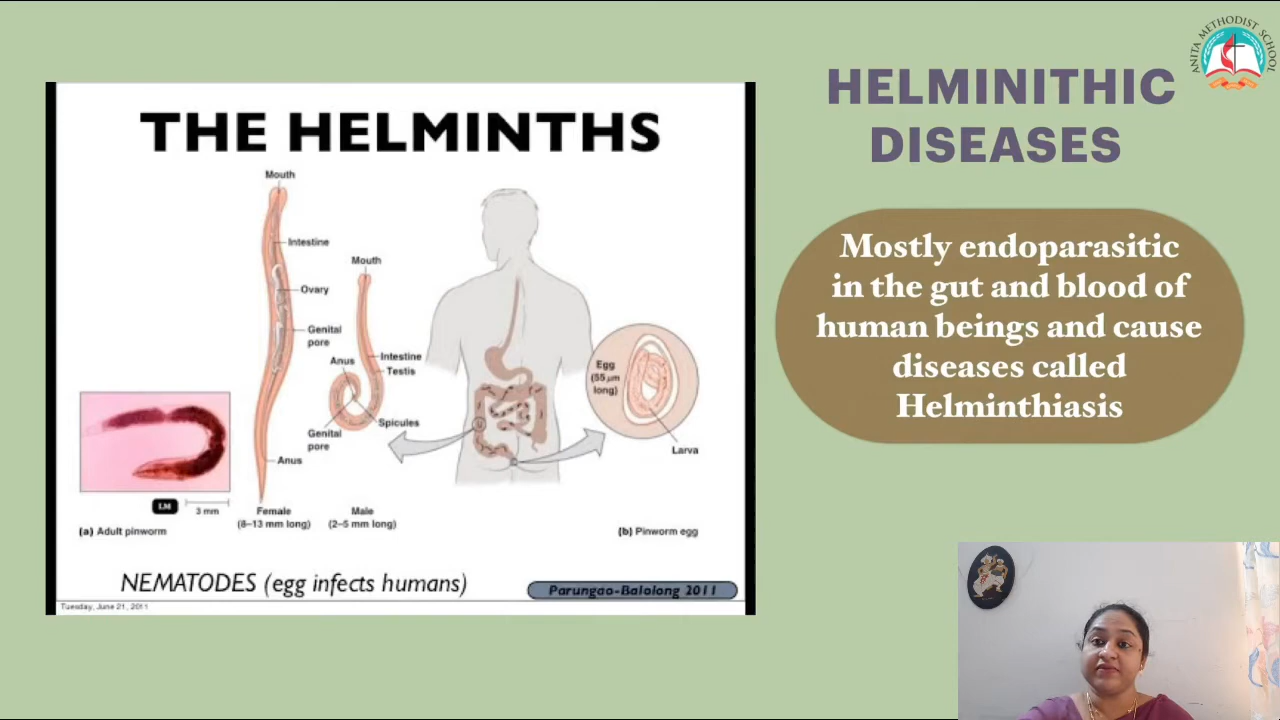 ANITA METHODIST SCHOOL
HELMINITHIC
DISEASES
THE HELMINTHS
Mouth
Intestine
Ovary
Genital
pore
Anus
Mouth
Anus
Intestine
Testis
Spicules
Genital
pore
Egg
(55 µm
long)
Larva
LM
3 mm
Female
(8–13 mm long)
Male
(2–5 mm long)
(a) Adult pinworm
(b) Pinworm egg
NEMATODES (egg infects humans)
Parungao-Balolong 2011
Tuesday, June 21, 2011
Mostly endoparasitic
in the gut and blood of
human beings and cause
diseases called
Helminthiasis